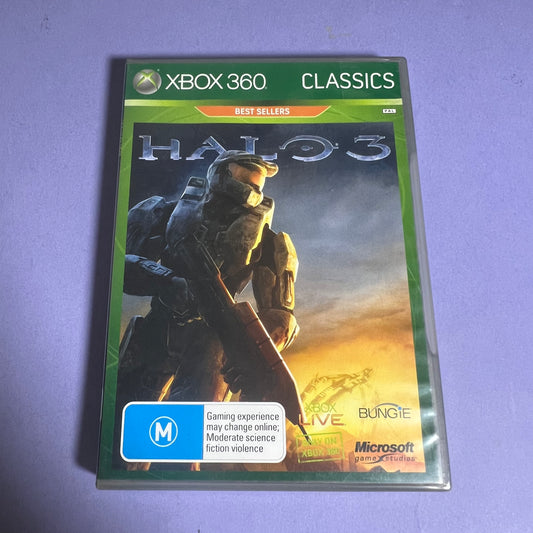 XBOX 360 CLASSICS
BEST SELLERS
PAL
HALO 3
M
Gaming experience
may change online;
Moderate science
fiction violence
XBOX
LIVE
PLAY ON
XBOX 360
BUNGIE
Microsoft
game studios